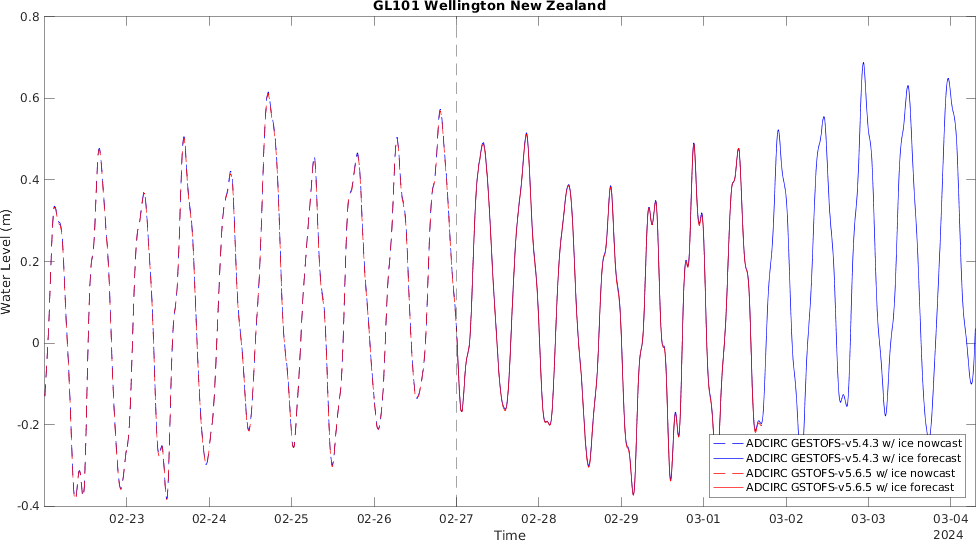 GL101 Wellington New Zealand
0.8
0.6
0.4
0.2
0
-0.2
-0.4
Water Level (m)
ADCIRC GESTOFS-v5.4.3 w/ ice nowcast
ADCIRC GESTOFS-v5.4.3 w/ ice forecast
ADCIRC GSTOFS-v5.6.5 w/ ice nowcast
ADCIRC GSTOFS-v5.6.5 w/ ice forecast
02-23 02-24 02-25 02-26 02-27 02-28 02-29 03-01 03-02 03-03 03-04
Time 2024